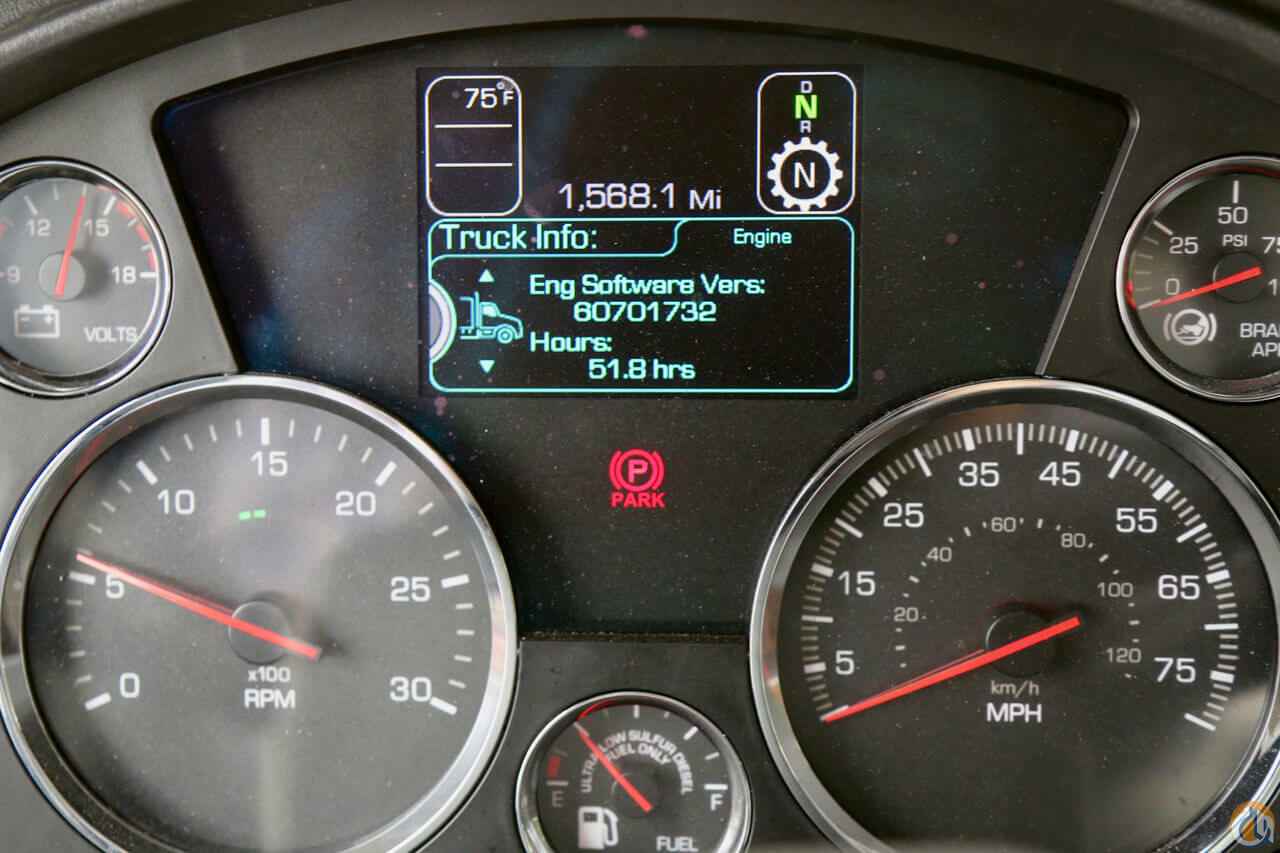 75°F
D
N
R
N
1,568.1 Mi
Truck Info:
Engine
Eng Software Vers:
60701732
Hours:
51.8 hrs
9
12
15
18
VOLTS
0
25
50
PSI
PARK
0
5
10
15
20
25
30
x100
RPM
5
15
25
35
45
55
65
75
20
40
60
80
100
120
km/h
MPH
ULTRA LOW SULFUR DIESEL
FUEL ONLY
E
F
FUEL